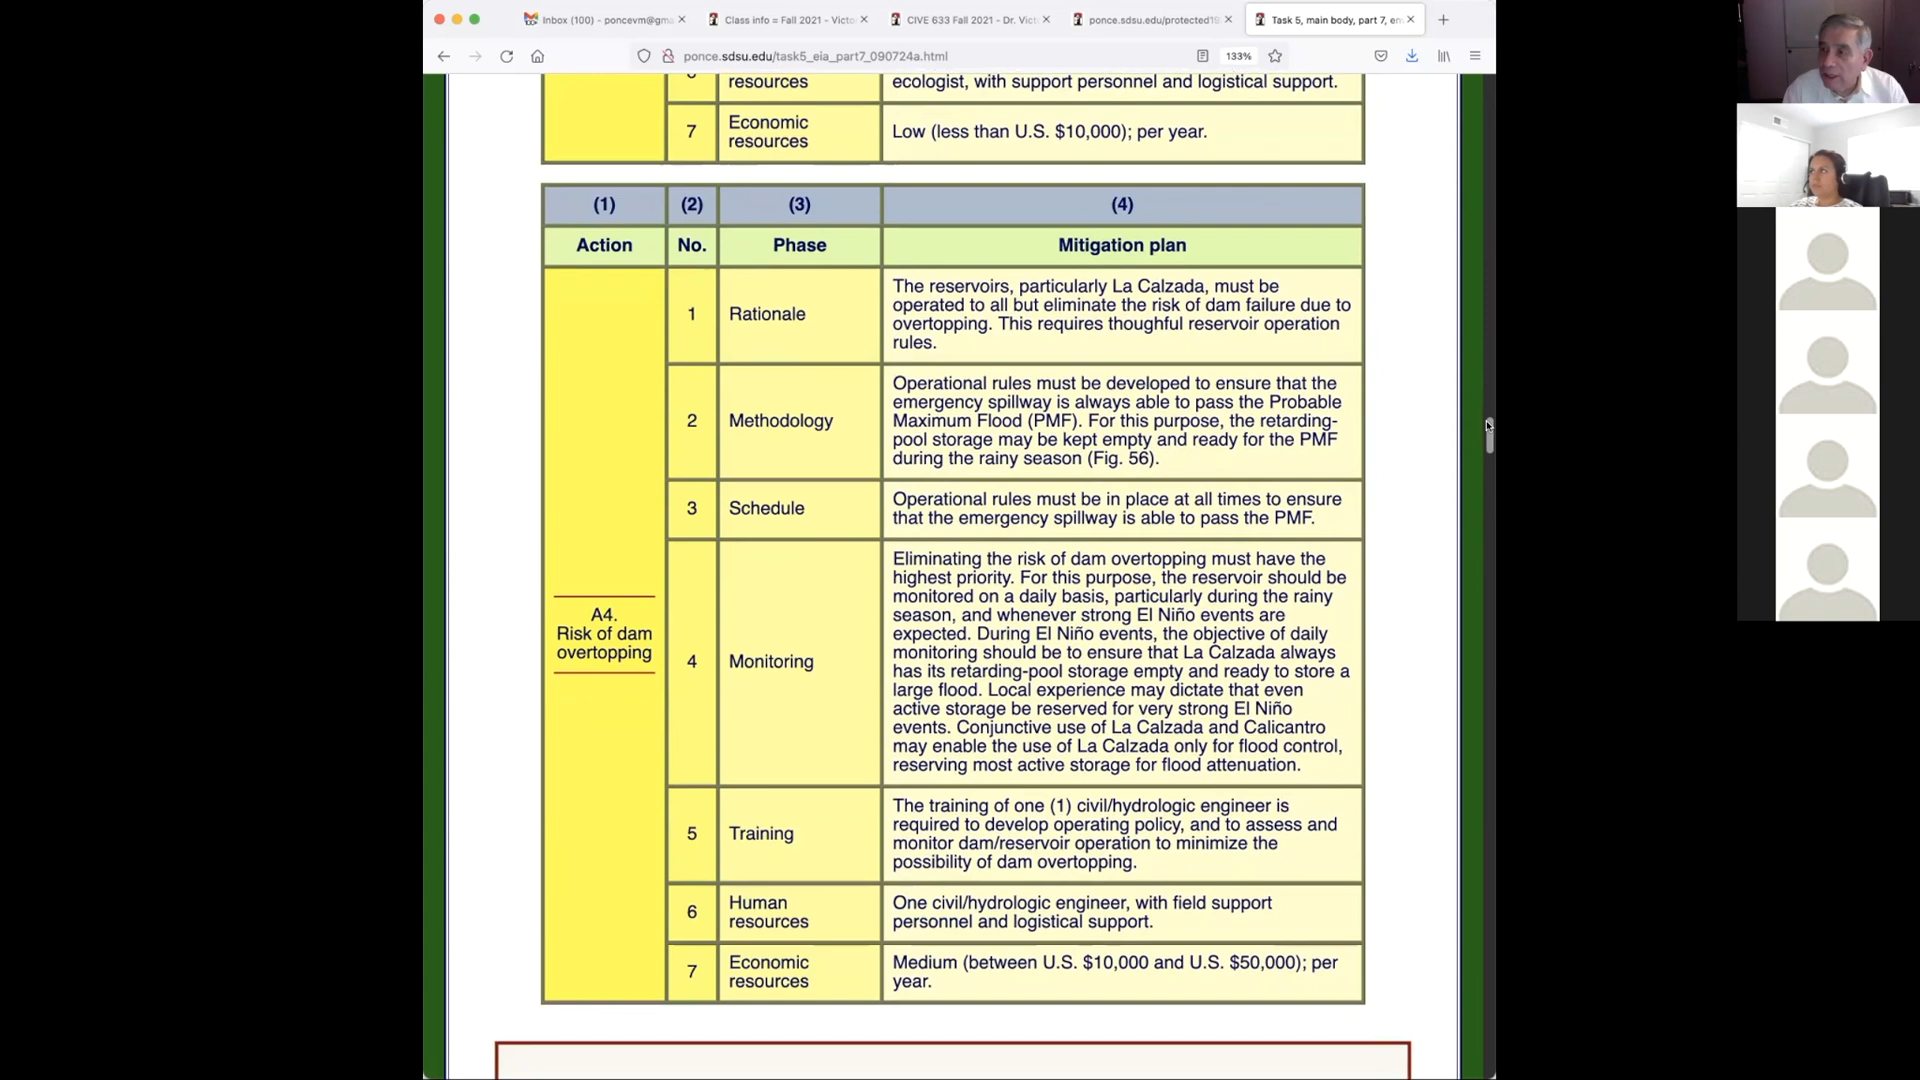 Inbox (100) - poncevm@gm
Class info = Fall 2021 - Victo
CIVE 633 Fall 2021 - Dr. Vict
ponce.sdsu.edu/protected
Task 5, main body, part 7, en
ponce.sdsu.edu/task5_eia_part7_090724a.html
133%
resources
ecologist, with support personnel and logistical support.
7
Economic
resources
Low (less than U.S. $10,000); per year.
(1)
(2)
(3)
(4)
Action
No.
Phase
Mitigation plan
A4.
Risk of dam
overtopping
1
Rationale
The reservoirs, particularly La Calzada, must be
operated to all but eliminate the risk of dam failure due to
overtopping. This requires thoughful reservoir operation
rules.
2
Methodology
Operational rules must be developed to ensure that the
emergency spillway is always able to pass the Probable
Maximum Flood (PMF). For this purpose, the retarding-
pool storage may be kept empty and ready for the PMF
during the rainy season (Fig. 56).
3
Schedule
Operational rules must be in place at all times to ensure
that the emergency spillway is able to pass the PMF.
4
Monitoring
Eliminating the risk of dam overtopping must have the
highest priority. For this purpose, the reservoir should be
monitored on a daily basis, particularly during the rainy
season, and whenever strong El Niño events are
expected. During El Niño events, the objective of daily
monitoring should be to ensure that La Calzada always
has its retarding-pool storage empty and ready to store a
large flood. Local experience may dictate that even
active storage be reserved for very strong El Niño
events. Conjunctive use of La Calzada and Calicantro
may enable the use of La Calzada only for flood control,
reserving most active storage for flood attenuation.
5
Training
The training of one (1) civil/hydrologic engineer is
required to develop operating policy, and to assess and
monitor dam/reservoir operation to minimize the
possibility of dam overtopping.
6
Human
resources
One civil/hydrologic engineer, with field support
personnel and logistical support.
7
Economic
resources
Medium (between U.S. $10,000 and U.S. $50,000); per
year.